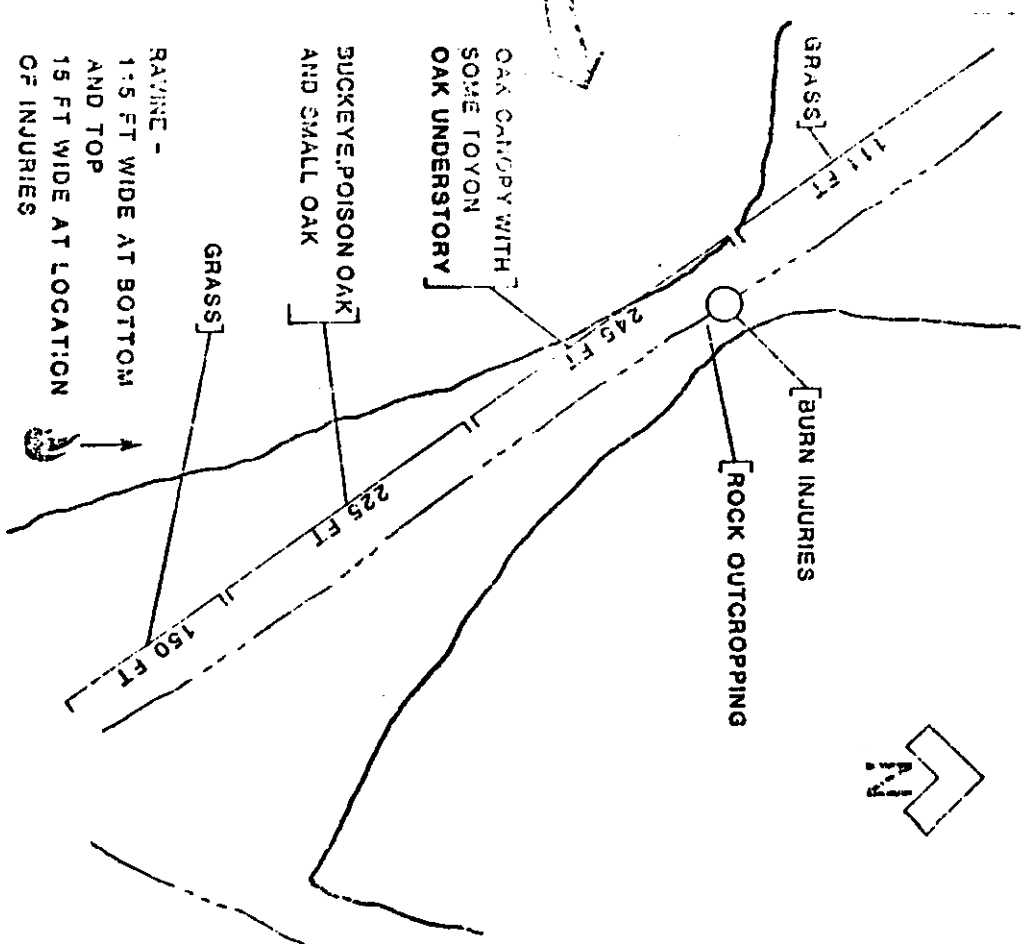 GRASS
111 FT
OAK CANOPY WITH
SOME TOYON
OAK UNDERSTORY
245 FT
BURN INJURIES
ROCK OUTCROPPING
BUCKEYE, POISON OAK
AND SMALL OAK
225 FT
GRASS
150 FT
RAVINE -
FT WIDE AT BOTTOM
AND TOP
15 FT WIDE AT LOCATION
OF INJURIES
N